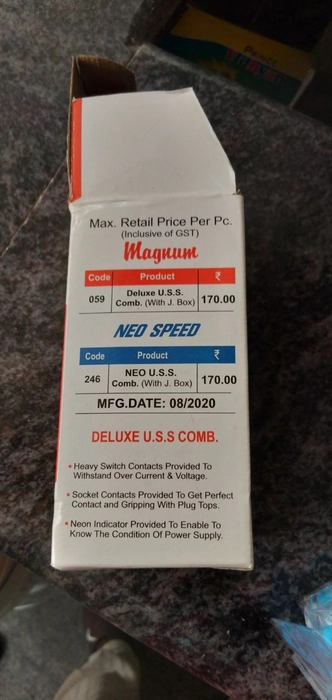 Max. Retail Price Per Pc.
(Inclusive of GST)
Magnum
Code Product ₹
059 Deluxe U.S.S. Comb. (With J. Box) 170.00
NEO SPEED
Code Product ₹
246 NEO U.S.S. Comb. (With J. Box) 170.00
MFG.DATE: 08/2020
DELUXE U.S.S COMB.
• Heavy Switch Contacts Provided To
Withstand Over Current & Voltage.
• Socket Contacts Provided To Get Perfect
Contact and Gripping With Plug Tops.
• Neon Indicator Provided To Enable To
Know The Condition Of Power Supply.